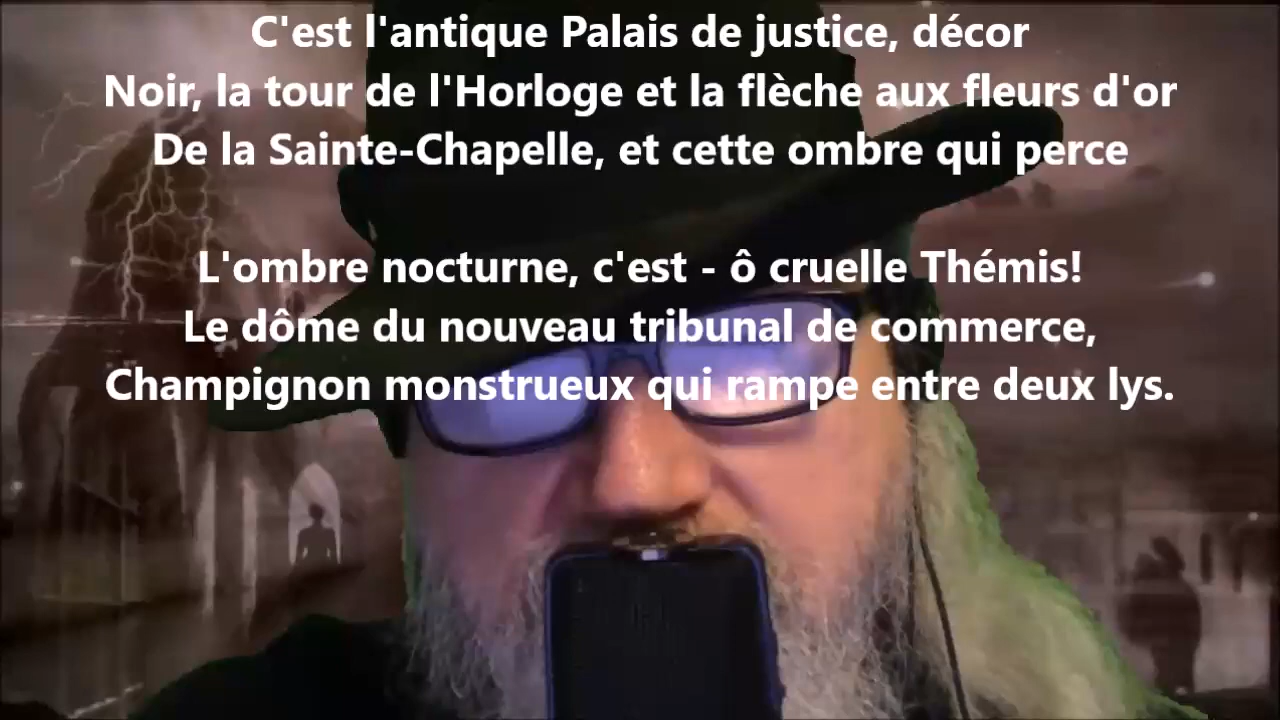 C'est l'antique Palais de justice, décor
Noir, la tour de l'Horloge et la flèche aux fleurs d'or
De la Sainte-Chapelle, et cette ombre qui perce
L'ombre nocturne, c'est - ô cruelle Thémis!
Le dôme du nouveau tribunal de commerce,
Champignon monstrueux qui rampe entre deux lys.